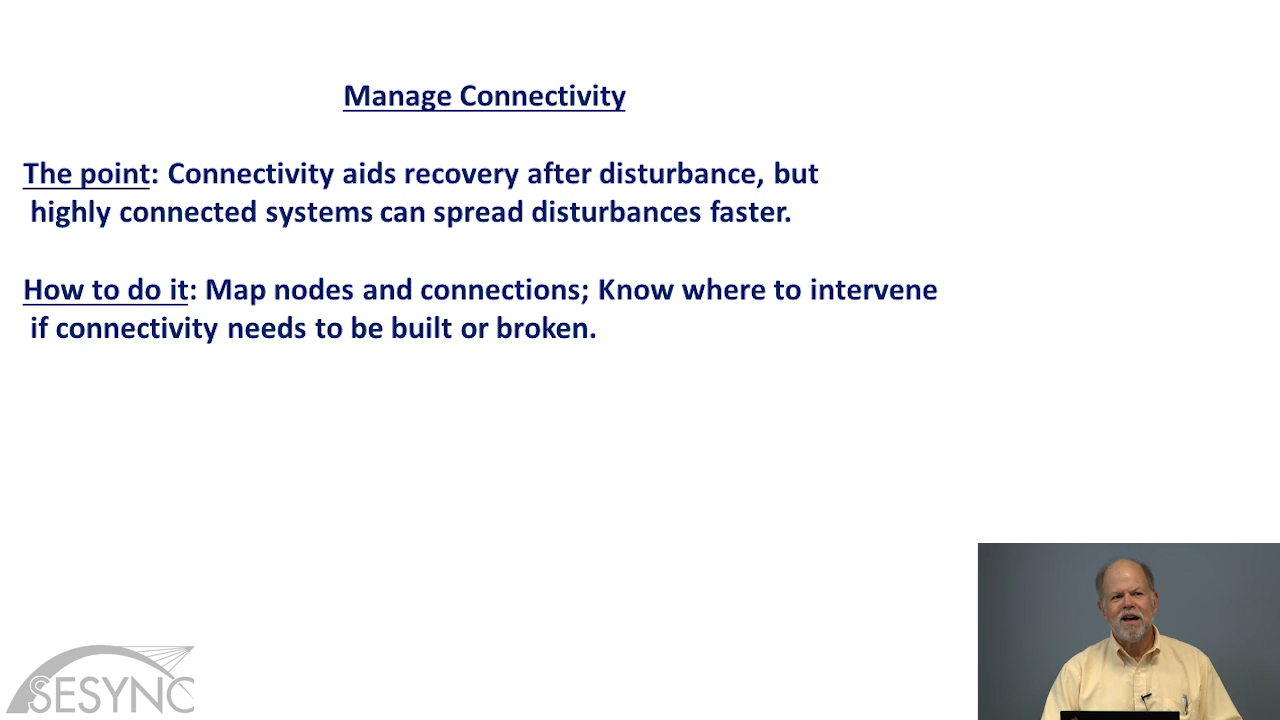 Manage Connectivity
The point: Connectivity aids recovery after disturbance, but
highly connected systems can spread disturbances faster.
How to do it: Map nodes and connections; Know where to intervene
if connectivity needs to be built or broken.
SESYNC